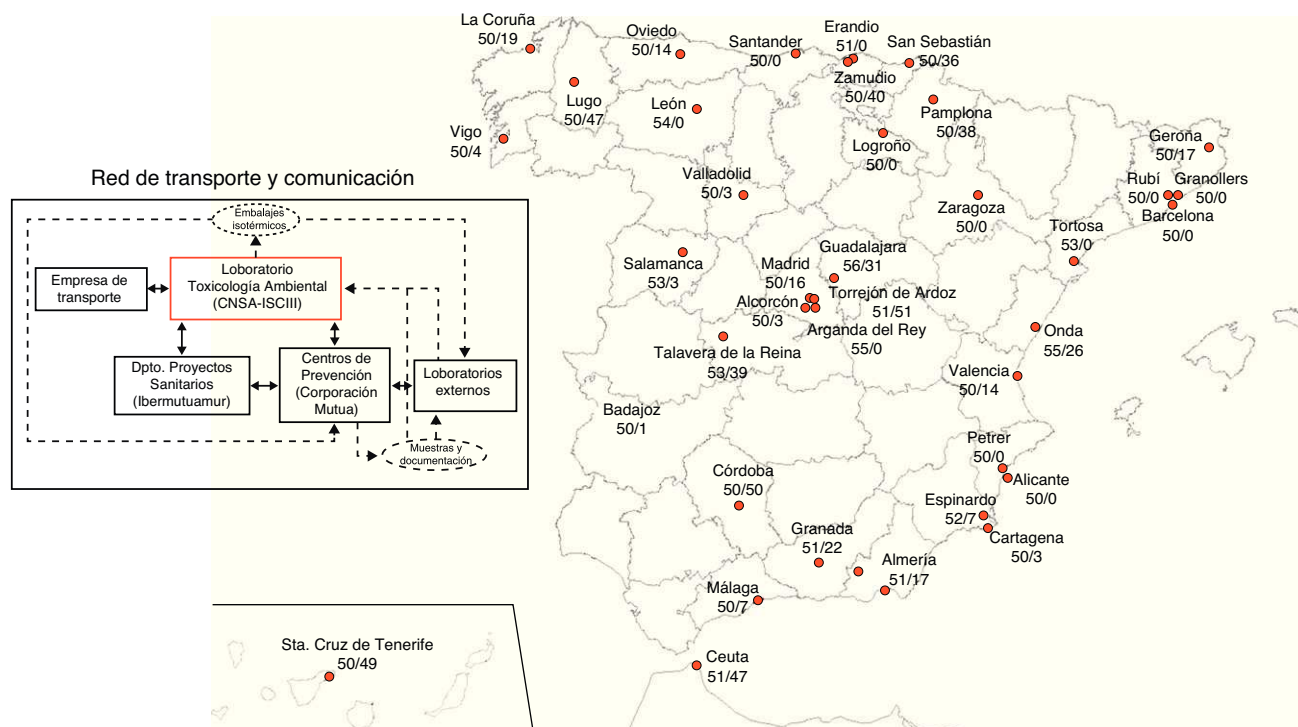 La Coruña
50/19
Oviedo
50/14
Santander
50/0
Erandio
51/0
San Sebastián
50/36
Zamudio
50/40
Lugo
50/47
León
54/0
Pamplona
50/38
Vigo
50/4
Logroño
50/0
Gerona
50/17
Valladolid
50/3
Rubí
50/0
Granollers
50/0
Zaragoza
50/0
Barcelona
50/0
Tortosa
53/0
Salamanca
53/3
Madrid
50/16
Guadalajara
56/31
Alcorcón
50/3
Torrejón de Ardoz
51/51
Arganda del Rey
55/0
Onda
55/26
Talavera de la Reina
53/39
Valencia
50/14
Badajoz
50/1
Petrer
50/0
Alicante
50/0
Córdoba
50/50
Espinardo
52/7
Cartagena
50/3
Granada
51/22
Almería
51/17
Málaga
50/7
Sta. Cruz de Tenerife
50/49
Ceuta
51/47
Red de transporte y comunicación
Embalajes
isotérmicos
Empresa de
transporte
Loboratorio
Toxicología Ambiental
(CNSA-ISCIII)
Dpto. Proyectos
Sanitarios
(Ibermutuamur)
Centros de
Prevención
(Corporación
Mutua)
Loboratorios
externos
Muestras y
documentación